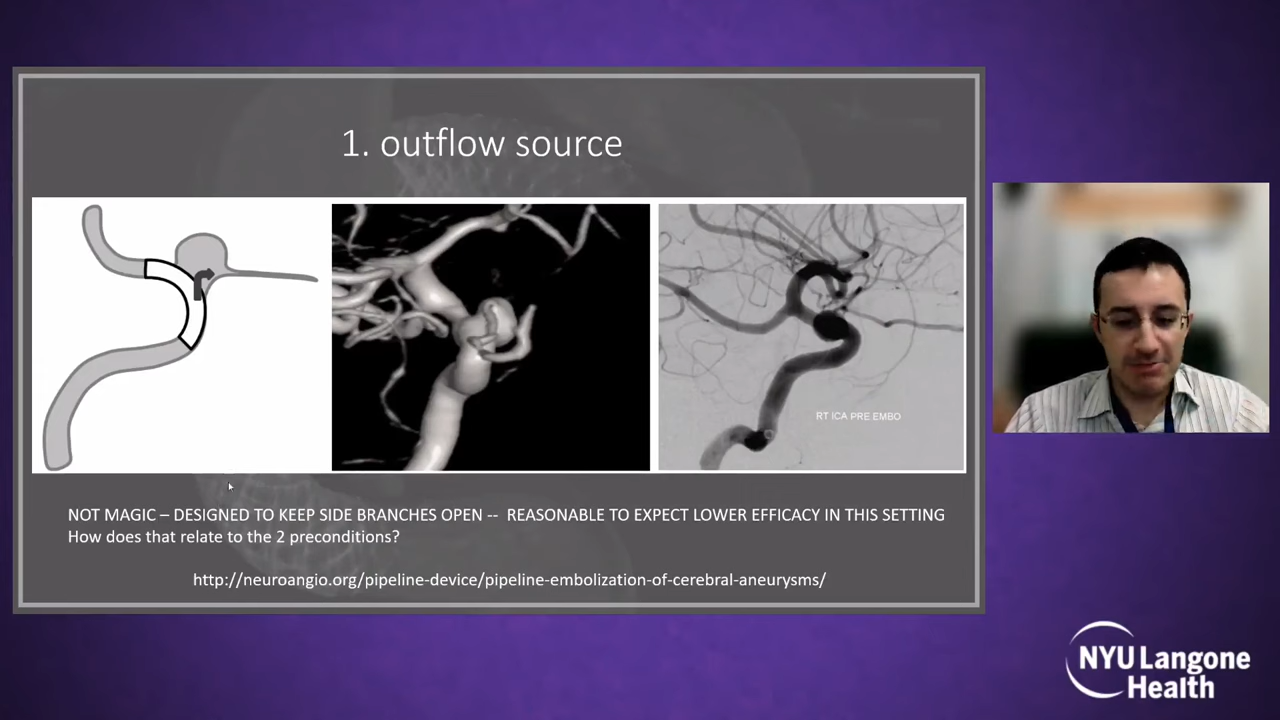 1. outflow source
RT ICA PRE EMBO
NOT MAGIC – DESIGNED TO KEEP SIDE BRANCHES OPEN -- REASONABLE TO EXPECT LOWER EFFICACY IN THIS SETTING
How does that relate to the 2 preconditions?
http://neuroangio.org/pipeline-device/pipeline-embolization-of-cerebral-aneurysms/
NYU Langone
Health